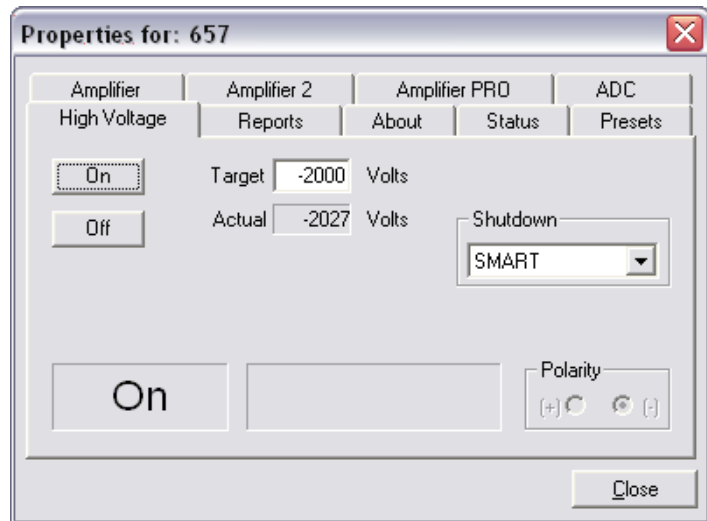 Properties for: 657
Amplifier Amplifier 2 Amplifier PRO ADC
High Voltage Reports About Status Presets
On Target -2000 Volts
Off Actual -2027 Volts
Shutdown
SMART
On
Polarity
(+) (-)
Close